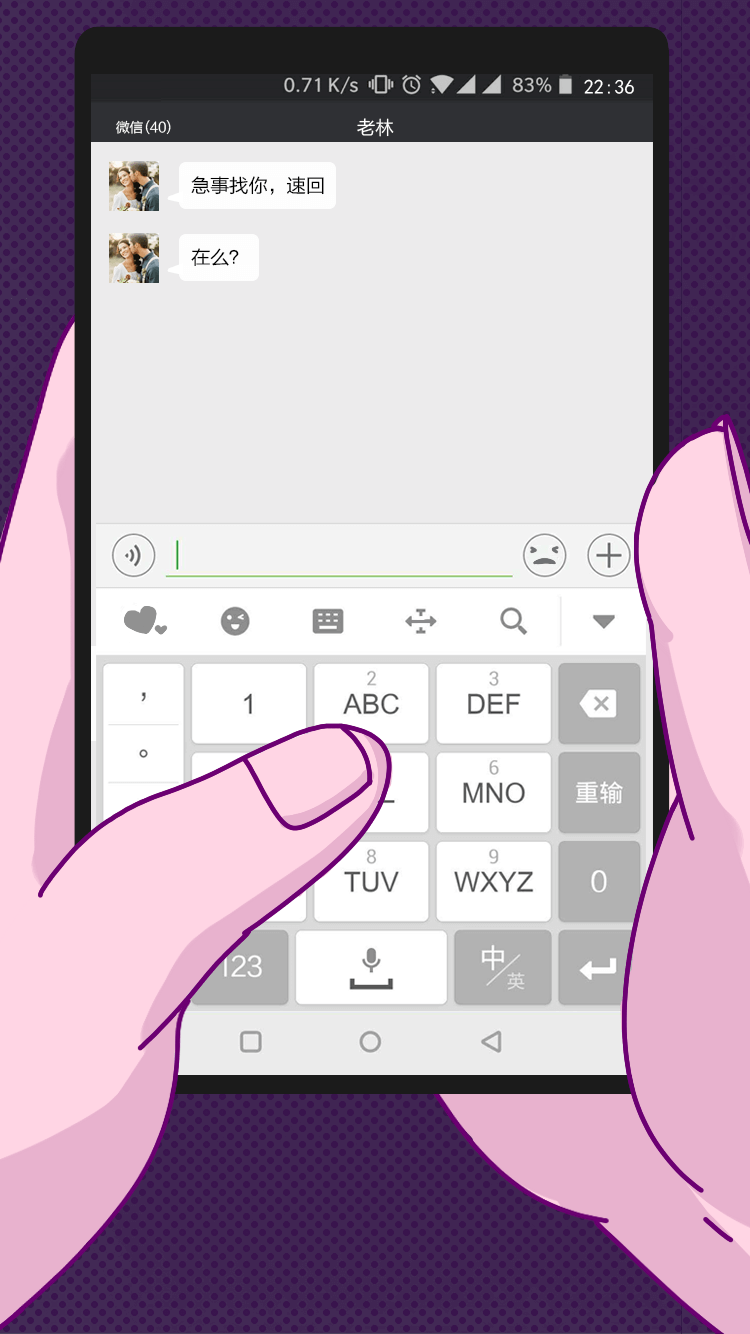 0.71 K/s 83% 22:36
微信(40) 老林
急事找你，速回
在么?
， 1 2 ABC 3 DEF
。 6 MNO 重输
8 TUV 9 WXYZ 0
123 中/英